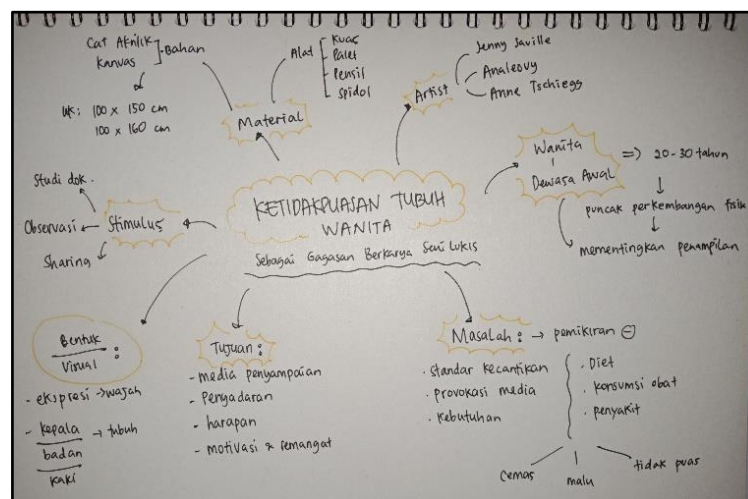 KETIDAKPUASAN TUBUH
WANITA
Sebagai Gagasan Berkarya Seni Lukis
Material
Bahan
Cat Akrilik
Kanvas
UK: 100 x 150 cm
100 x 160 cm
Alat
Kuas
Palet
Pensil
Spidol
Artist
Jenny Saville
Analeovy
Anne Tschiegg
Wanita
Dewasa Awal
=) 20-30 tahun
puncak perkembangan fisik
mementingkan penampilan
Stimulus
Studi dok.
Observasi
Sharing
Bentuk
Visual :
- ekspresi → wajah
- kepala → tubuh
badan
kaki
Tujuan :
- media penyampaian
- Penyadaran
- harapan
- motivasi & semangat
Masalah : → pemikiran ⊖
• standar kecantikan
• provokasi media
• kebutuhan
• Diet
• konsumsi obat
• penyakit
cemas
malu
tidak puas